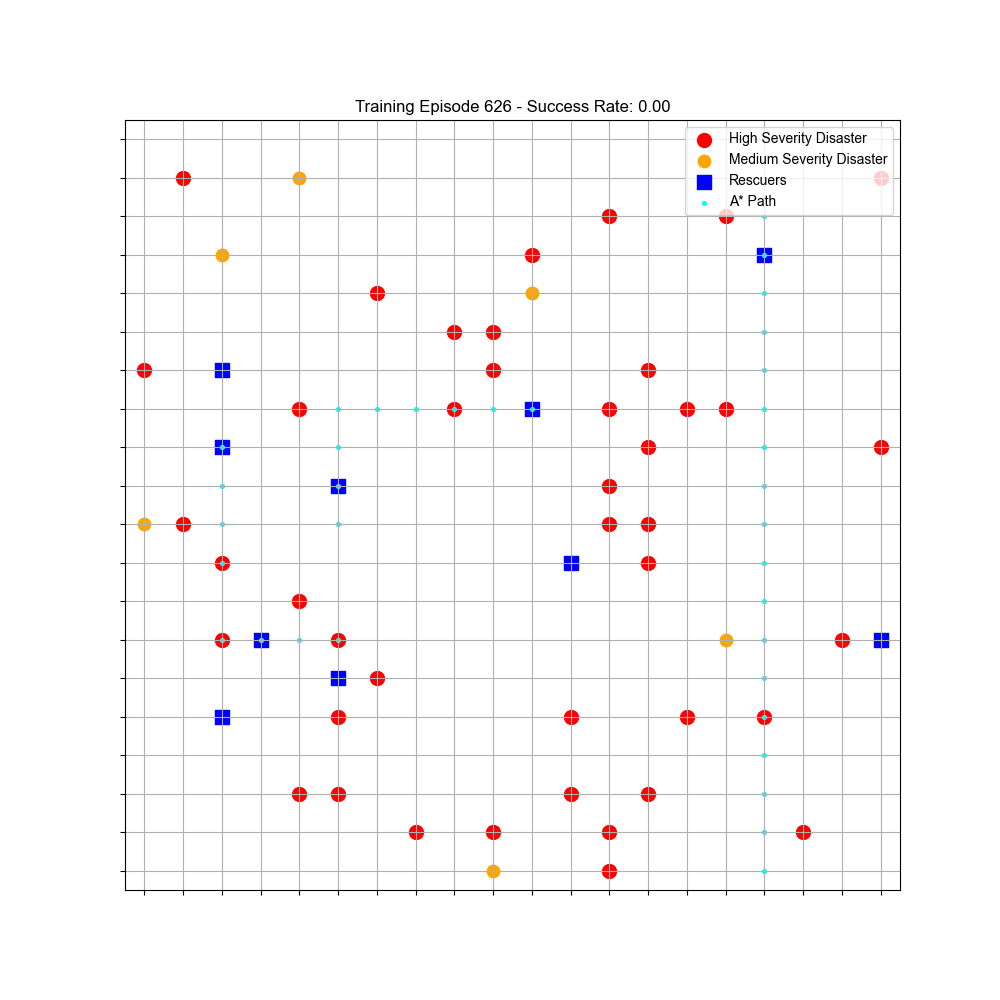 Training Episode 626 - Success Rate: 0.00
High Severity Disaster
Medium Severity Disaster
Rescuers
A* Path